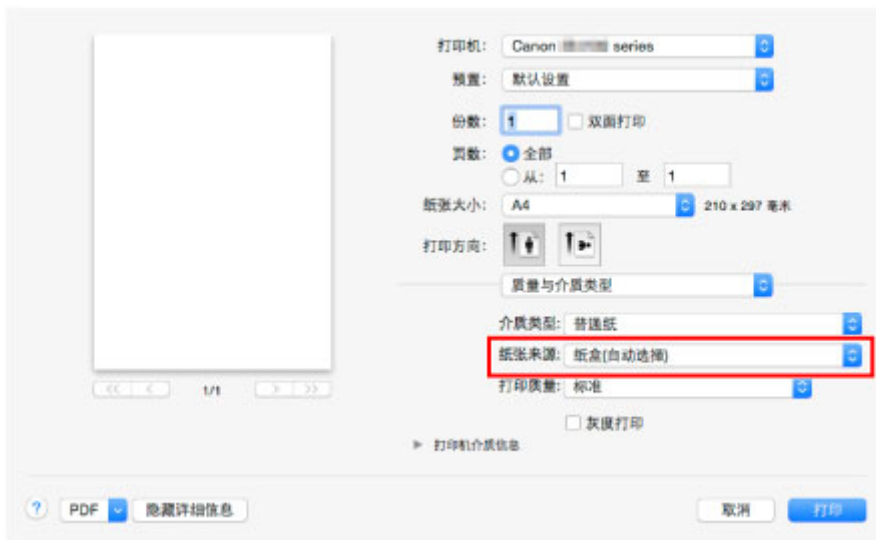 打印机: Canon series
预置: 默认设置
份数: 1 双面打印
页数: 全部
从: 1 至 1
纸张大小: A4 210 x 297 毫米
打印方向:
质量与介质类型
介质类型: 普通纸
纸张来源: 纸盒(自动选择)
打印质量: 标准
灰度打印
打印机介质信息
<< < 1/1 > >>
? PDF 隐藏详细信息 取消 打印